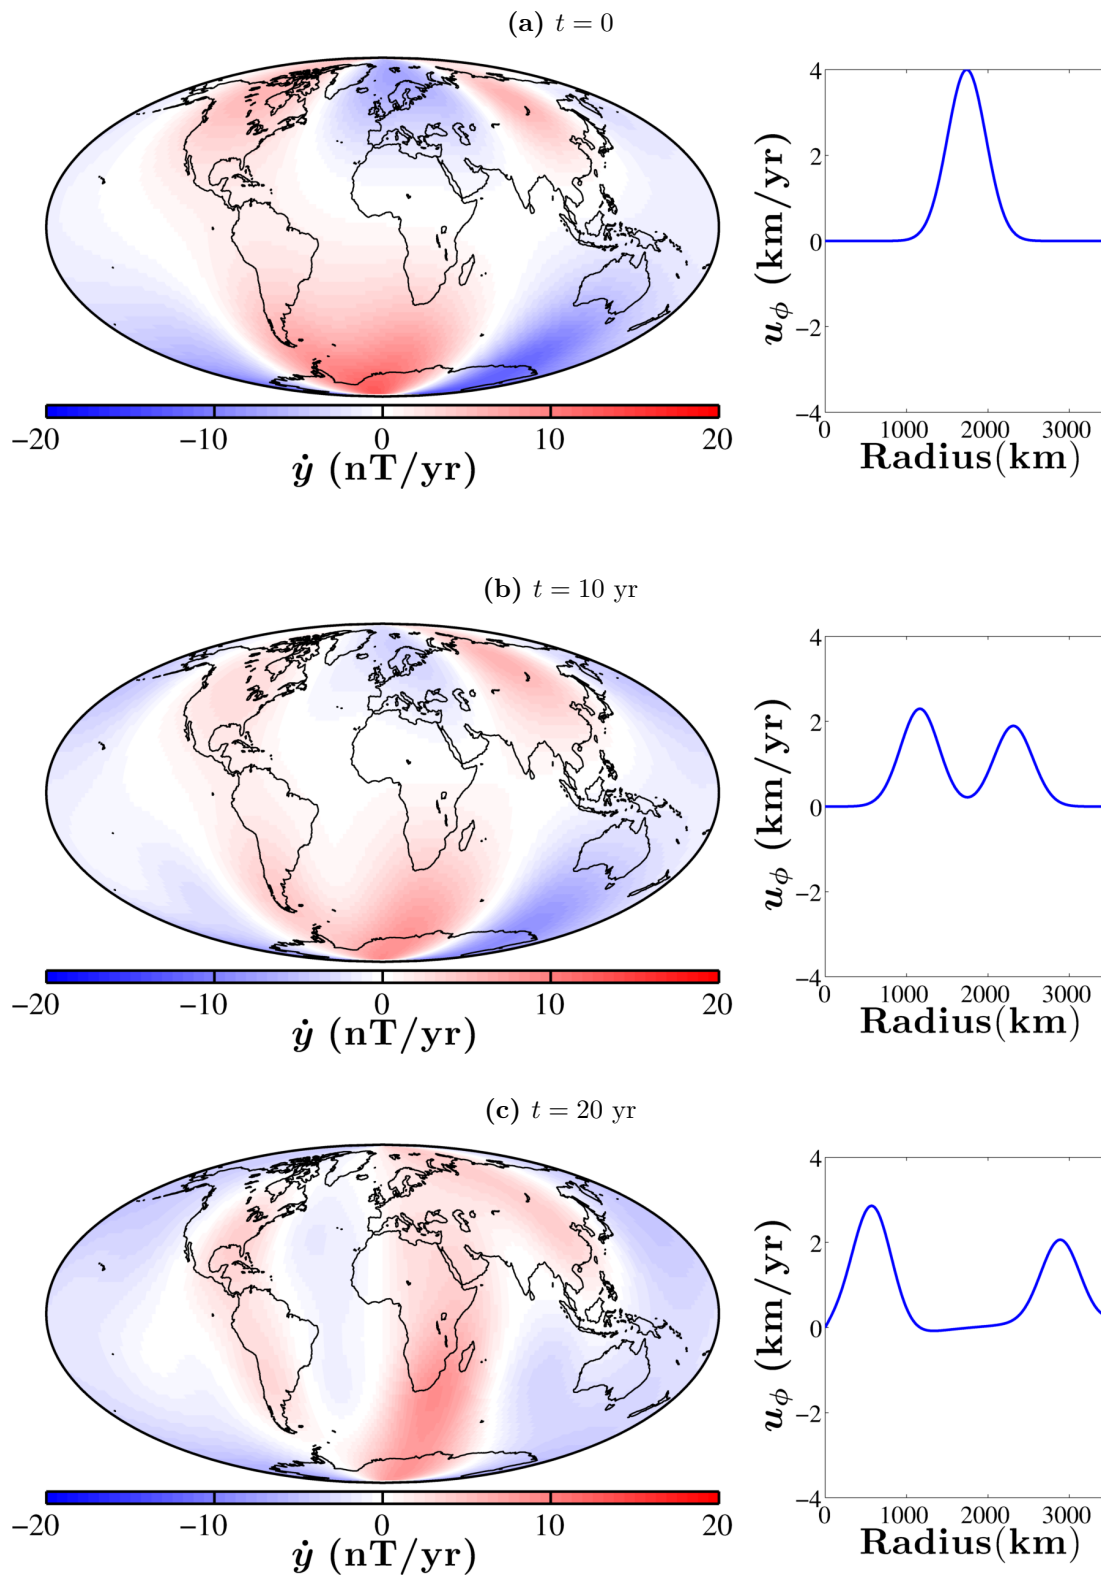 (a) t = 0
4
2
0
−2
−4
u_ϕ (km/yr)
0 1000 2000 3000
Radius(km)
−20 −10 0 10 20
ẏ (nT/yr)
(b) t = 10 yr
4
2
0
−2
−4
u_ϕ (km/yr)
0 1000 2000 3000
Radius(km)
−20 −10 0 10 20
ẏ (nT/yr)
(c) t = 20 yr
4
2
0
−2
−4
u_ϕ (km/yr)
0 1000 2000 3000
Radius(km)
−20 −10 0 10 20
ẏ (nT/yr)